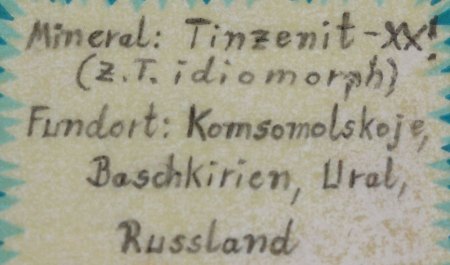 Mineral: Tinzenit-XX!
(z.T. idiomorph)
Fundort: Komsomolskoje,
Baschkirien, Ural,
Russland